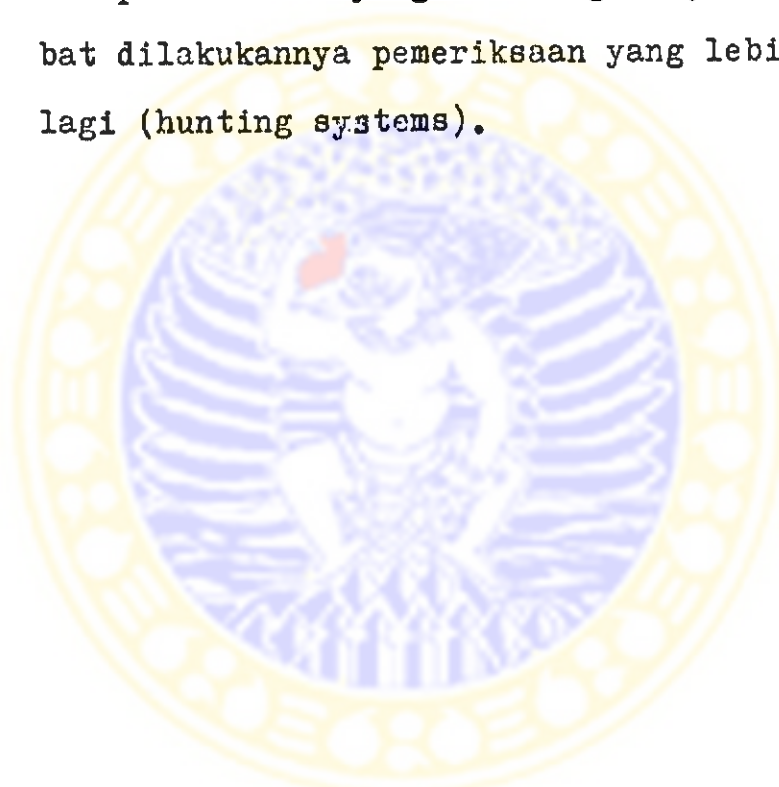 bat dilakukannya pemeriksaan yang lebi
lagi (hunting systems).